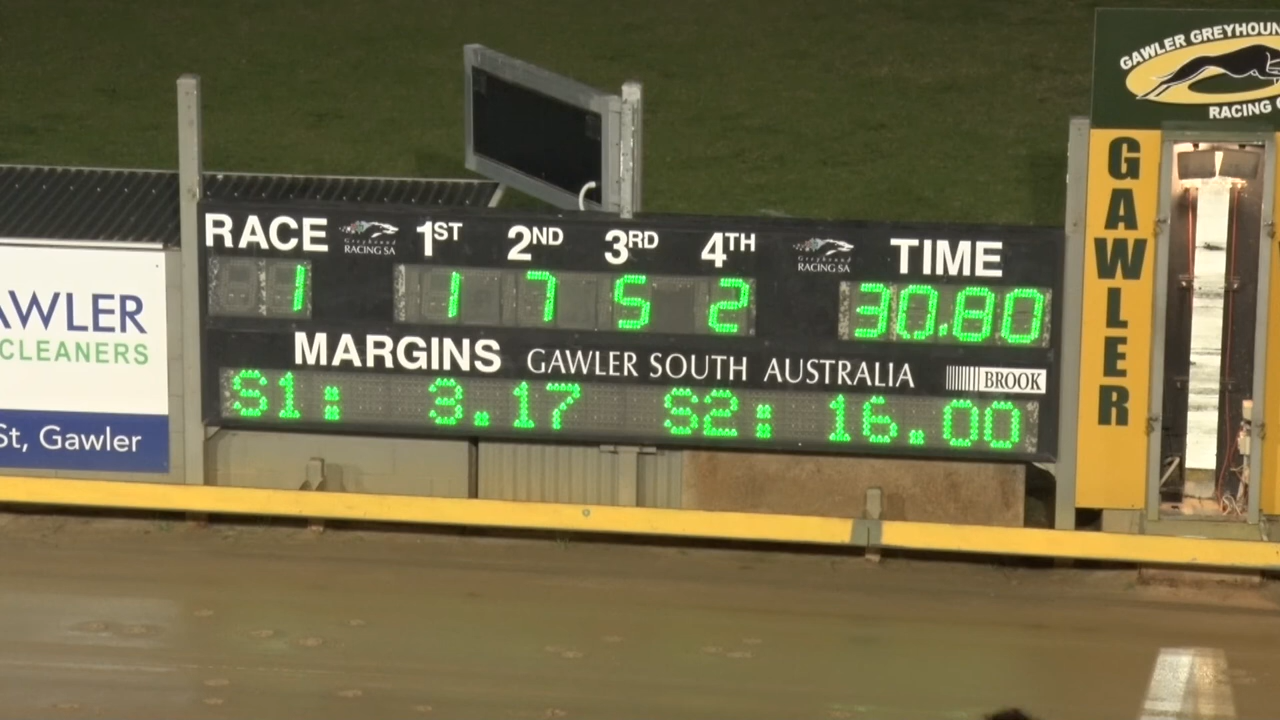 GAWLER GREYHOUN
RACING
GAWLER
RACE Greyhound RACING SA 1ST 2ND 3RD 4TH Greyhound RACING SA TIME
1 1 7 5 2 30.80
MARGINS GAWLER SOUTH AUSTRALIA BROOK
S1: 3.17 S2: 16.00
AWLER
CLEANERS
St, Gawler